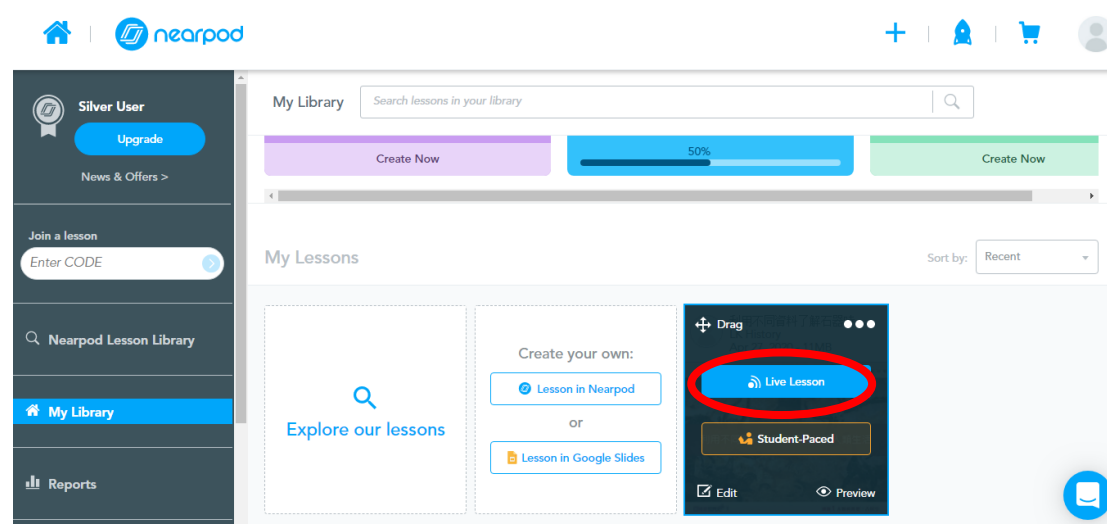 nearpod
Silver User
Upgrade
News & Offers >
Join a lesson
Enter CODE
Nearpod Lesson Library
My Library
Reports
My Library
Search lessons in your library
Create Now
50%
Create Now
My Lessons
Sort by:
Recent
Explore our lessons
Create your own:
Lesson in Nearpod
or
Lesson in Google Slides
Drag
Live Lesson
Student-Paced
Edit
Preview